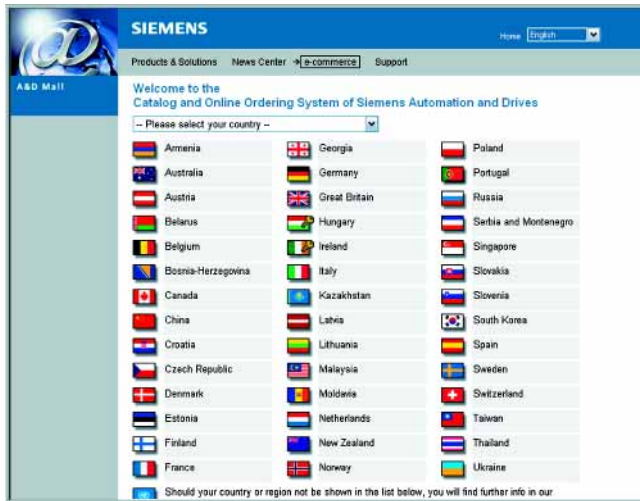 SIEMENS
Home English
Products & Solutions News Center e-commerce Support
A&D Mall
Welcome to the
Catalog and Online Ordering System of Siemens Automation and Drives
-- Please select your country --
Armenia Georgia Poland
Australia Germany Portugal
Austria Great Britain Russia
Belarus Hungary Serbia and Montenegro
Belgium Ireland Singapore
Bosnia-Herzegovina Italy Slovakia
Canada Kazakhstan Slovenia
China Latvia South Korea
Croatia Lithuania Spain
Czech Republic Malaysia Sweden
Denmark Moldavia Switzerland
Estonia Netherlands Taiwan
Finland New Zealand Thailand
France Norway Ukraine
Should your country or region not be shown in the list below, you will find further info in our